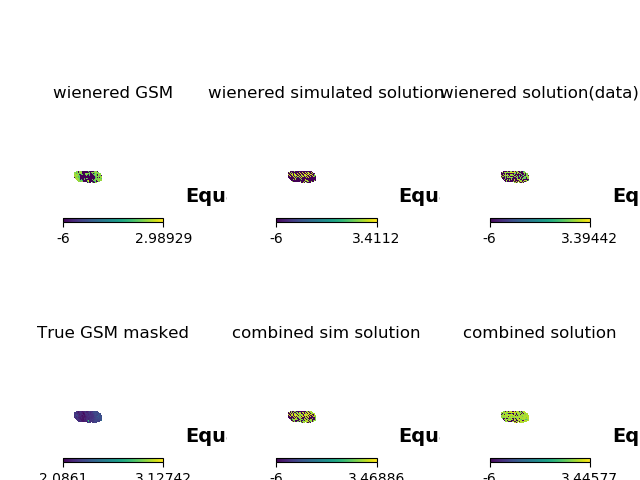 wienered GSM
wienered simulated solution
wienered solution(data)
Equ
Equ
Eq
-6
2.98929
-6
3.4112
-6
3.39442
True GSM masked
combined sim solution
combined solution
Equ
Equ
Eq
2.0861
3.12742
-6
3.46886
-6
3.44577